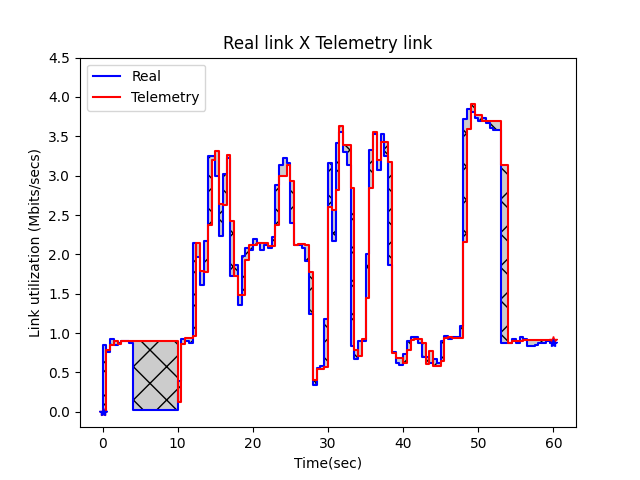 Real link X Telemetry link
Real
Telemetry
Link utilization (Mbits/secs)
4.5
4.0
3.5
3.0
2.5
2.0
1.5
1.0
0.5
0.0
0 10 20 30 40 50 60
Time(sec)